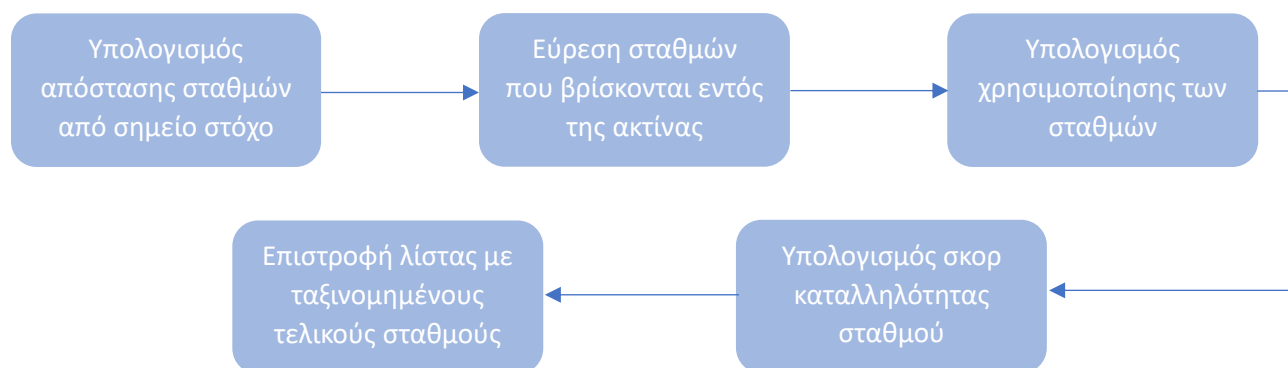 Υπολογισμός
απόστασης σταθμών
από σημείο στόχο
Εύρεση σταθμών
που βρίσκονται εντός
της ακτίνας
Υπολογισμός
χρησιμοποίησης των
σταθμών
Υπολογισμός σκορ
καταλληλότητας
σταθμού
Επιστροφή λίστας με
ταξινομημένους
τελικούς σταθμούς